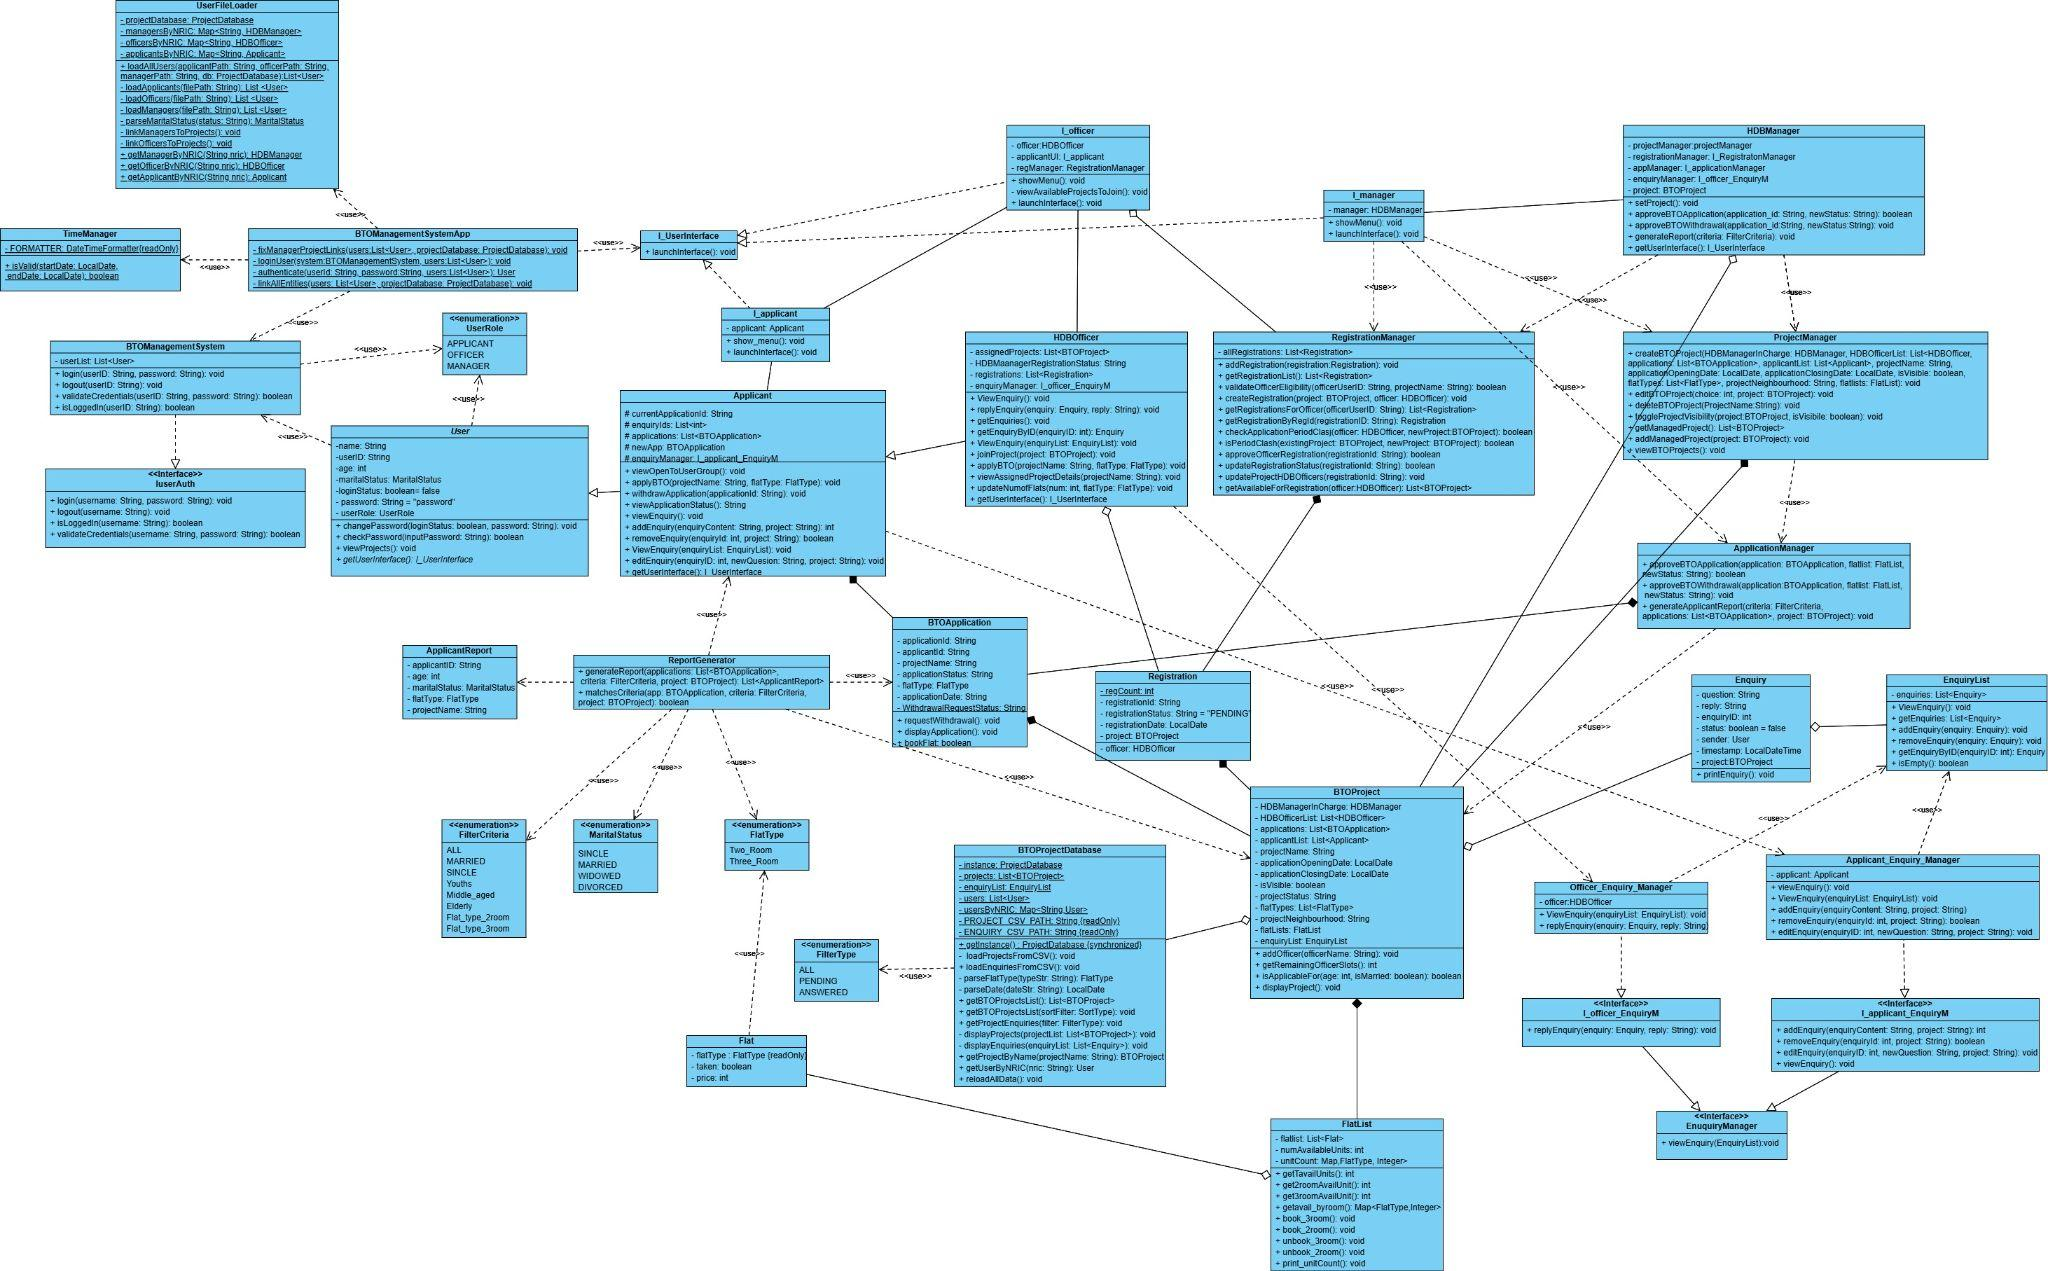 UserFileLoader
- projectDatabase: ProjectDatabase
- managersByNRIC: Map<String, HDBManager>
- officersByNRIC: Map<String, HDBOfficer>
- applicantsByNRIC: Map<String, Applicant>
+ loadAllUsers(applicantPath: String, officerPath: String,
managerPath: String, db: ProjectDatabase):List<User>
- loadApplicants(filePath: String): List <User>
- loadOfficers(filePath: String): List <User>
- loadManagers(filePath: String): List <User>
- parseMaritalStatus(status: String): MaritalStatus
- linkManagersToProjects(): void
- linkOfficersToProjects(): void
+ getManagerByNRIC(String nric): HDBManager
+ getOfficerByNRIC(String nric): HDBOfficer
+ getApplicantByNRIC(String nric): Applicant
<<use>>
TimeManager
- FORMATTER: DateTimeFormatter{readOnly}
+ isValid(startDate: LocalDate,
endDate: LocalDate): boolean
<<use>>
BTOManagementSystemApp
- fixManagerProjectLinks(users:List<User>, projectDatabase: ProjectDatabase): void
- loginUser(system:BTOManagementSystem, users:List<User>): void
- authenticate(userId: String, password:String, users:List<User>): User
- linkAllEntities(users: List<User>, projectDatabase: ProjectDatabase): void
<<use>>
<<use>>
I_UserInterface
+ launchInterface(): void
I_officer
- officer:HDBOfficer
- applicantUI: I_applicant
- regManager: RegistrationManager
+ showMenu(): void
- viewAvailableProjectsToJoin(): void
+ launchInterface(): void
I_manager
- manager: HDBManager
+ showMenu(): void
+ launchInterface(): void
<<use>>
<<use>>
<<use>>
HDBManager
- projectManager:projectManager
- registrationManager: I_RegistratonManager
- appManager: I_applicationManager
- enquiryManager: I_officer_EnquiryM
- project: BTOProject
+ setProject(): void
+ approveBTOApplication(application_id: String, newStatus: String): boolean
+ approveBTOWithdrawal(application_id:String, newStatus:String): void
+ generateReport(criteria: FilterCriteria): void
+ getUserInterface(): I_UserInterface
<<use>>
<<use>>
BTOManagementSystem
- userList: List<User>
+ login(userID: String, password: String): void
+ logout(userID: String): void
+ validateCredentials(userID: String, password: String): boolean
+ isLoggedIn(userID: String): boolean
<<use>>
<<enumeration>>
UserRole
APPLICANT
OFFICER
MANAGER
<<use>>
<<use>>
<<Interface>>
IuserAuth
+ login(username: String, password: String): void
+ logout(username: String): void
+ isLoggedIn(username: String): boolean
+ validateCredentials(username: String, password: String): boolean
User
-name: String
-userID: String
-age: int
-maritalStatus: MaritalStatus
-loginStatus: boolean= false
- password: String = "password"
- userRole: UserRole
+ changePassword(loginStatus: boolean, password: String): void
+ checkPassword(inputPassword: String): boolean
+ viewProjects(): void
+ getUserInterface(): I_UserInterface
I_applicant
- applicant: Applicant
+ show_menu(): void
+ launchInterface(): void
Applicant
# currentApplicationId: String
# enquiryIds: List<int>
# applications: List<BTOApplication>
# newApp: BTOApplication
# enquiryManager: I_applicant_EnquiryM
+ viewOpenToUserGroup(): void
+ applyBTO(projectName: String, flatType: FlatType): void
+ withdrawApplication(applicationId: String): void
+ viewApplicationStatus(): String
+ viewEnquiry(): void
+ addEnquiry(enquiryContent: String, project: String): int
+ removeEnquiry(enquiryId: int, project: String): boolean
+ ViewEnquiry(enquiryList: EnquiryList): void
+ editEnquiry(enquiryID: int, newQuesion: String, project: String): void
+ getUserInterface(): I_UserInterface
HDBOfficer
- assignedProjects: List<BTOProject>
- HDBMaanagerRegistrationStatus: String
- registrations: List<Registration>
- enquiryManager: I_officer_EnquiryM
+ ViewEnquiry(): void
+ replyEnquiry(enquiry: Enquiry, reply: String): void
+ getEnquiries(): void
+ getEnquiryByID(enquiryID: int): Enquiry
+ ViewEnquiry(enquiryList: EnquiryList): void
+ joinProject(project: BTOProject): void
+ applyBTO(projectName: String, flatType: FlatType): void
+ viewAssignedProjectDetails(projectName: String): void
+ updateNumofFlats(num: int, flatType: FlatType): void
+ getUserInterface(): I_UserInterface
RegistrationManager
- allRegistrations: List<Registration>
+ addRegistration(registration:Registration): void
+ getRegistrationList(): List<Registration>
+ validateOfficerEligibility(officerUserID: String, projectName: String): boolean
+ createRegistration(project: BTOProject, officer: HDBOfficer): void
+ getRegistrationsForOfficer(officerUserID: String): List<Registration>
+ getRegistrationByRegId(registrationID: String): Registration
+ checkApplicationPeriodClasj(officer: HDBOfficer, newProject:BTOProject): boolean
+ isPeriodClash(existingProject: BTOProject, newProject: BTOProject): boolean
+ approveOfficerRegistration(registrationId: String): boolean
+ updateRegistrationStatus(registrationId: String): boolean
+ updateProjectHDBOfficers(registrationId: String): void
+ getAvailableForRegistration(officer:HDBOfficer): List<BTOProject>
ProjectManager
+ createBTOProject(HDBManagerInCharge: HDBManager, HDBOfficerList: List<HDBOfficer,
applications: List<BTOApplication>, applicantList: List<Applicant>, projectName: String,
applicationOpeningDate: LocalDate, applicationClosingDate: LocalDate, isVisible: boolean,
flatTypes: List<FlatType>, projectNeighbourhood: String, flatlists: FlatList): void
+ editBTOProject(choice: int, project: BTOProject): void
+ deleteBTOProject(ProjectName:String): void
+ toggleProjectVisibility(project:BTOProject, isVisibile: boolean): void
+ getManagedProject(): List<BTOProject>
+ addManagedProject(project: BTOProject): void
+ viewBTOProjects(): void
<<use>>
ApplicationManager
+ approveBTOApplication(application: BTOApplication, flatlist: FlatList,
newStatus: String): boolean
+ approveBTOWithdrawal(application:BTOApplication, flatlist: FlatList,
newStatus: String): void
+ generateApplicantReport(criteria: FilterCriteria,
applications: List<BTOApplication>, project: BTOProject): void
<<use>>
<<use>>
ApplicantReport
- applicantID: String
- age: int
- maritalStatus: MaritalStatus
- flatType: FlatType
- projectName: String
<<use>>
ReportGenerator
+ generateReport(applications: List<BTOApplication>,
criteria: FilterCriteria, project: BTOProject): List<ApplicantReport>
+ matchesCriteria(app: BTOApplication, criteria: FilterCriteria,
project: BTOProject): boolean
<<use>>
BTOApplication
- applicationId: String
- applicantId: String
- projectName: String
- applicationStatus: String
- flatType: FlatType
- applicationDate: String
- WithdrawalRequestStatus: String
+ requestWithdrawal(): void
+ displayApplication(): void
+ bookFlat: boolean
Registration
- regCount: int
- registrationId: String
- registrationStatus: String = "PENDING"
- registrationDate: LocalDate
- project: BTOProject
- officer: HDBOfficer
<<use>>
<<use>>
Enquiry
- question: String
- reply: String
- enquiryID: int
- status: boolean = false
- sender: User
- timestamp: LocalDateTime
- project:BTOProject
+ printEnquiry(): void
EnquiryList
- enquiries: List<Enquiry>
+ ViewEnquiry(): void
+ getEnquiries: List<Enquiry>
+ addEnquiry(enquiry: Enquiry): void
+ removeEnquiry(enquiry: Enquiry): void
+ getEnquiryByID(enquiryID: int): Enquiry
+ isEmpty(): boolean
<<use>>
<<use>>
<<use>>
<<use>>
<<use>>
<<use>>
<<enumeration>>
FilterCriteria
ALL
MARRIED
SINCLE
Youths
Middle_aged
Elderly
Flat_type_2room
Flat_type_3room
<<enumeration>>
MaritalStatus
SINCLE
MARRIED
WIDOWED
DIVORCED
<<enumeration>>
FlatType
Two_Room
Three_Room
<<use>>
<<enumeration>>
FilterType
ALL
PENDING
ANSWERED
<<use>>
BTOProjectDatabase
- instance: ProjectDatabase
- projects: List<BTOProject>
- enquiryList: EnquiryList
- users: List<User>
- usersByNRIC: Map<String,User>
- PROJECT_CSV_PATH: String {readOnly}
- ENQUIRY_CSV_PATH: String {readOnly}
+ getInstance() : ProjectDatabase {synchronized}
- loadProjectsFromCSV(): void
+ loadEnquiriesFromCSV(): void
- parseFlatType(typeStr: String): FlatType
- parseDate(dateStr: String): LocalDate
+ getBTOProjectsList(): List<BTOProject>
+ getBTOProjectsList(sortFilter: SortType): void
+ getProjectEnquiries(filter: FilterType): void
- displayProjects(projectList: List<BTOProject>): void
- displayEnquiries(enquiryList: List<Enquiry>): void
+ getProjectByName(projectName: String): BTOProject
+ getUserByNRIC(nric: String): User
+ reloadAllData(): void
BTOProject
- HDBManagerInCharge: HDBManager
- HDBOfficerList: List<HDBOfficer>
- applications: List<BTOApplication>
- applicantList: List<Applicant>
- projectName: String
- applicationOpeningDate: LocalDate
- applicationClosingDate: LocalDate
- isVisible: boolean
- projectStatus: String
- flatTypes: List<FlatType>
- projectNeighbourhood: String
- flatLists: FlatList
- enquiryList: EnquiryList
+ addOfficer(officerName: String): void
+ getRemainingOfficerSlots(): int
+ isApplicableFor(age: int, isMarried: boolean): boolean
+ displayProject(): void
Officer_Enquiry_Manager
- officer:HDBOfficer
+ ViewEnquiry(enquiryList: EnquiryList): void
+ replyEnquiry(enquiry: Enquiry, reply: String)
Applicant_Enquiry_Manager
- applicant: Applicant
+ viewEnquiry(): void
+ ViewEnquiry(enquiryList: EnquiryList): void
+ addEnquiry(enquiryContent: String, project: String)
+ removeEnquiry(enquiryId: int, project: String): boolean
+ editEnquiry(enquiryID: int, newQuestion: String, project: String): void
<<Interface>>
I_officer_EnquiryM
+ replyEnquiry(enquiry: Enquiry, reply: String): void
<<Interface>>
I_applicant_EnquiryM
+ addEnquiry(enquiryContent: String, project: String): int
+ removeEnquiry(enquiryId: int, project: String): boolean
+ editEnquiry(enquiryID: int, newQuestion: String, project: String): void
+ viewEnquiry(): void
<<Interface>>
EnuquiryManager
+ viewEnquiry(EnquiryList):void
Flat
- flatType : FlatType {readOnly}
- taken: boolean
- price: int
FlatList
- flatlist: List<Flat>
- numAvailableUnits: int
- unitCount: Map,FlatType, Integer>
+ getTavailUnits(): int
+ get2roomAvailUnit(): int
+ get3roomAvailUnit(): int
+ getavail_byroom(): Map<FlatType,Integer>
+ book_3room(): void
+ book_2room(): void
+ unbook_3room(): void
+ unbook_2room(): void
+ print_unitCount(): void